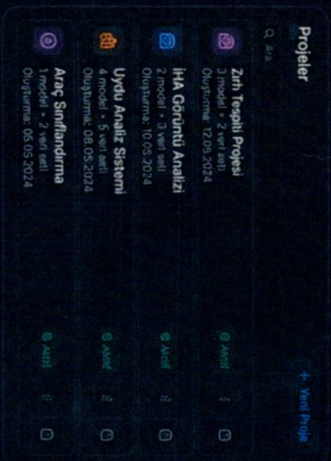 Projeler
+ Yeni Proje
Ara
Zırh Tespiti Projesi
3 model • 2 veri seti
Oluşturma: 12.05.2024
Aktif
İHA Görüntü Analizi
2 model • 3 veri seti
Oluşturma: 10.05.2024
Aktif
Uydu Analiz Sistemi
4 model • 5 veri seti
Oluşturma: 08.05.2024
Aktif
Araç Sınıflandırma
1 model • 2 veri seti
Oluşturma: 05.05.2024
Aktif